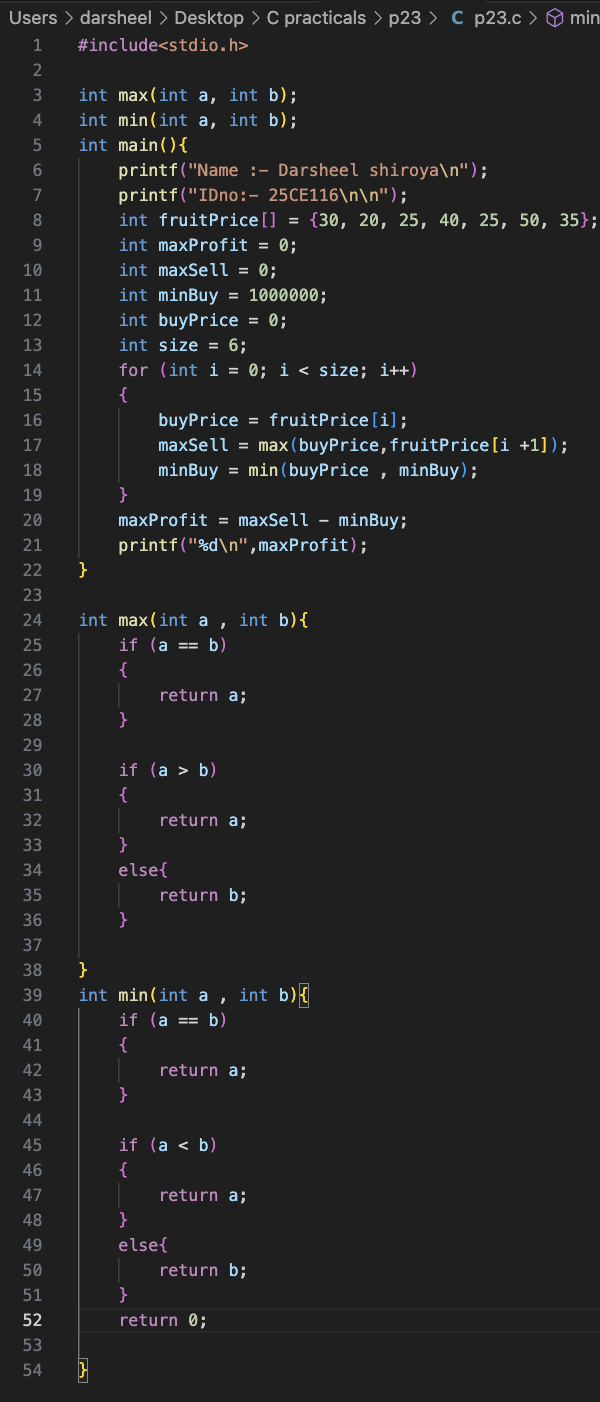 Users > darsheel > Desktop > C practicals > p23 > C p23.c > min
1 #include<stdio.h>
2
3 int max(int a, int b);
4 int min(int a, int b);
5 int main(){
6     printf("Name :- Darsheel shiroya\n");
7     printf("IDno:- 25CE116\n\n");
8     int fruitPrice[] = {30, 20, 25, 40, 25, 50, 35};
9     int maxProfit = 0;
10     int maxSell = 0;
11     int minBuy = 1000000;
12     int buyPrice = 0;
13     int size = 6;
14     for (int i = 0; i < size; i++)
15     {
16         buyPrice = fruitPrice[i];
17         maxSell = max(buyPrice,fruitPrice[i +1]);
18         minBuy = min(buyPrice , minBuy);
19     }
20     maxProfit = maxSell - minBuy;
21     printf("%d\n",maxProfit);
22 }
23
24 int max(int a , int b){
25     if (a == b)
26     {
27         return a;
28     }
29
30     if (a > b)
31     {
32         return a;
33     }
34     else{
35         return b;
36     }
37
38 }
39 int min(int a , int b){
40     if (a == b)
41     {
42         return a;
43     }
44
45     if (a < b)
46     {
47         return a;
48     }
49     else{
50         return b;
51     }
52     return 0;
53
54 }